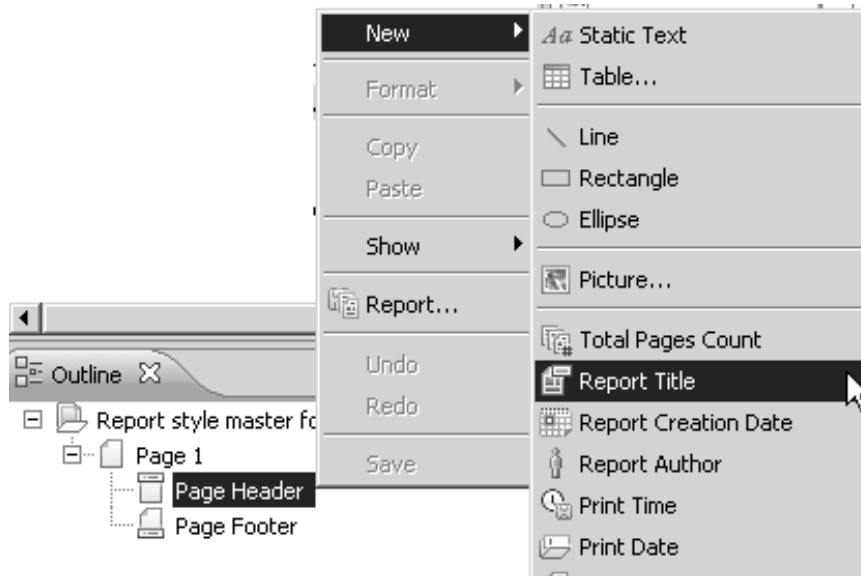 New
Format
Copy
Paste
Show
Report...
Undo
Redo
Save
Aa Static Text
Table...
Line
Rectangle
Ellipse
Picture...
Total Pages Count
Report Title
Report Creation Date
Report Author
Print Time
Print Date
Outline
Report style master fo
Page 1
Page Header
Page Footer